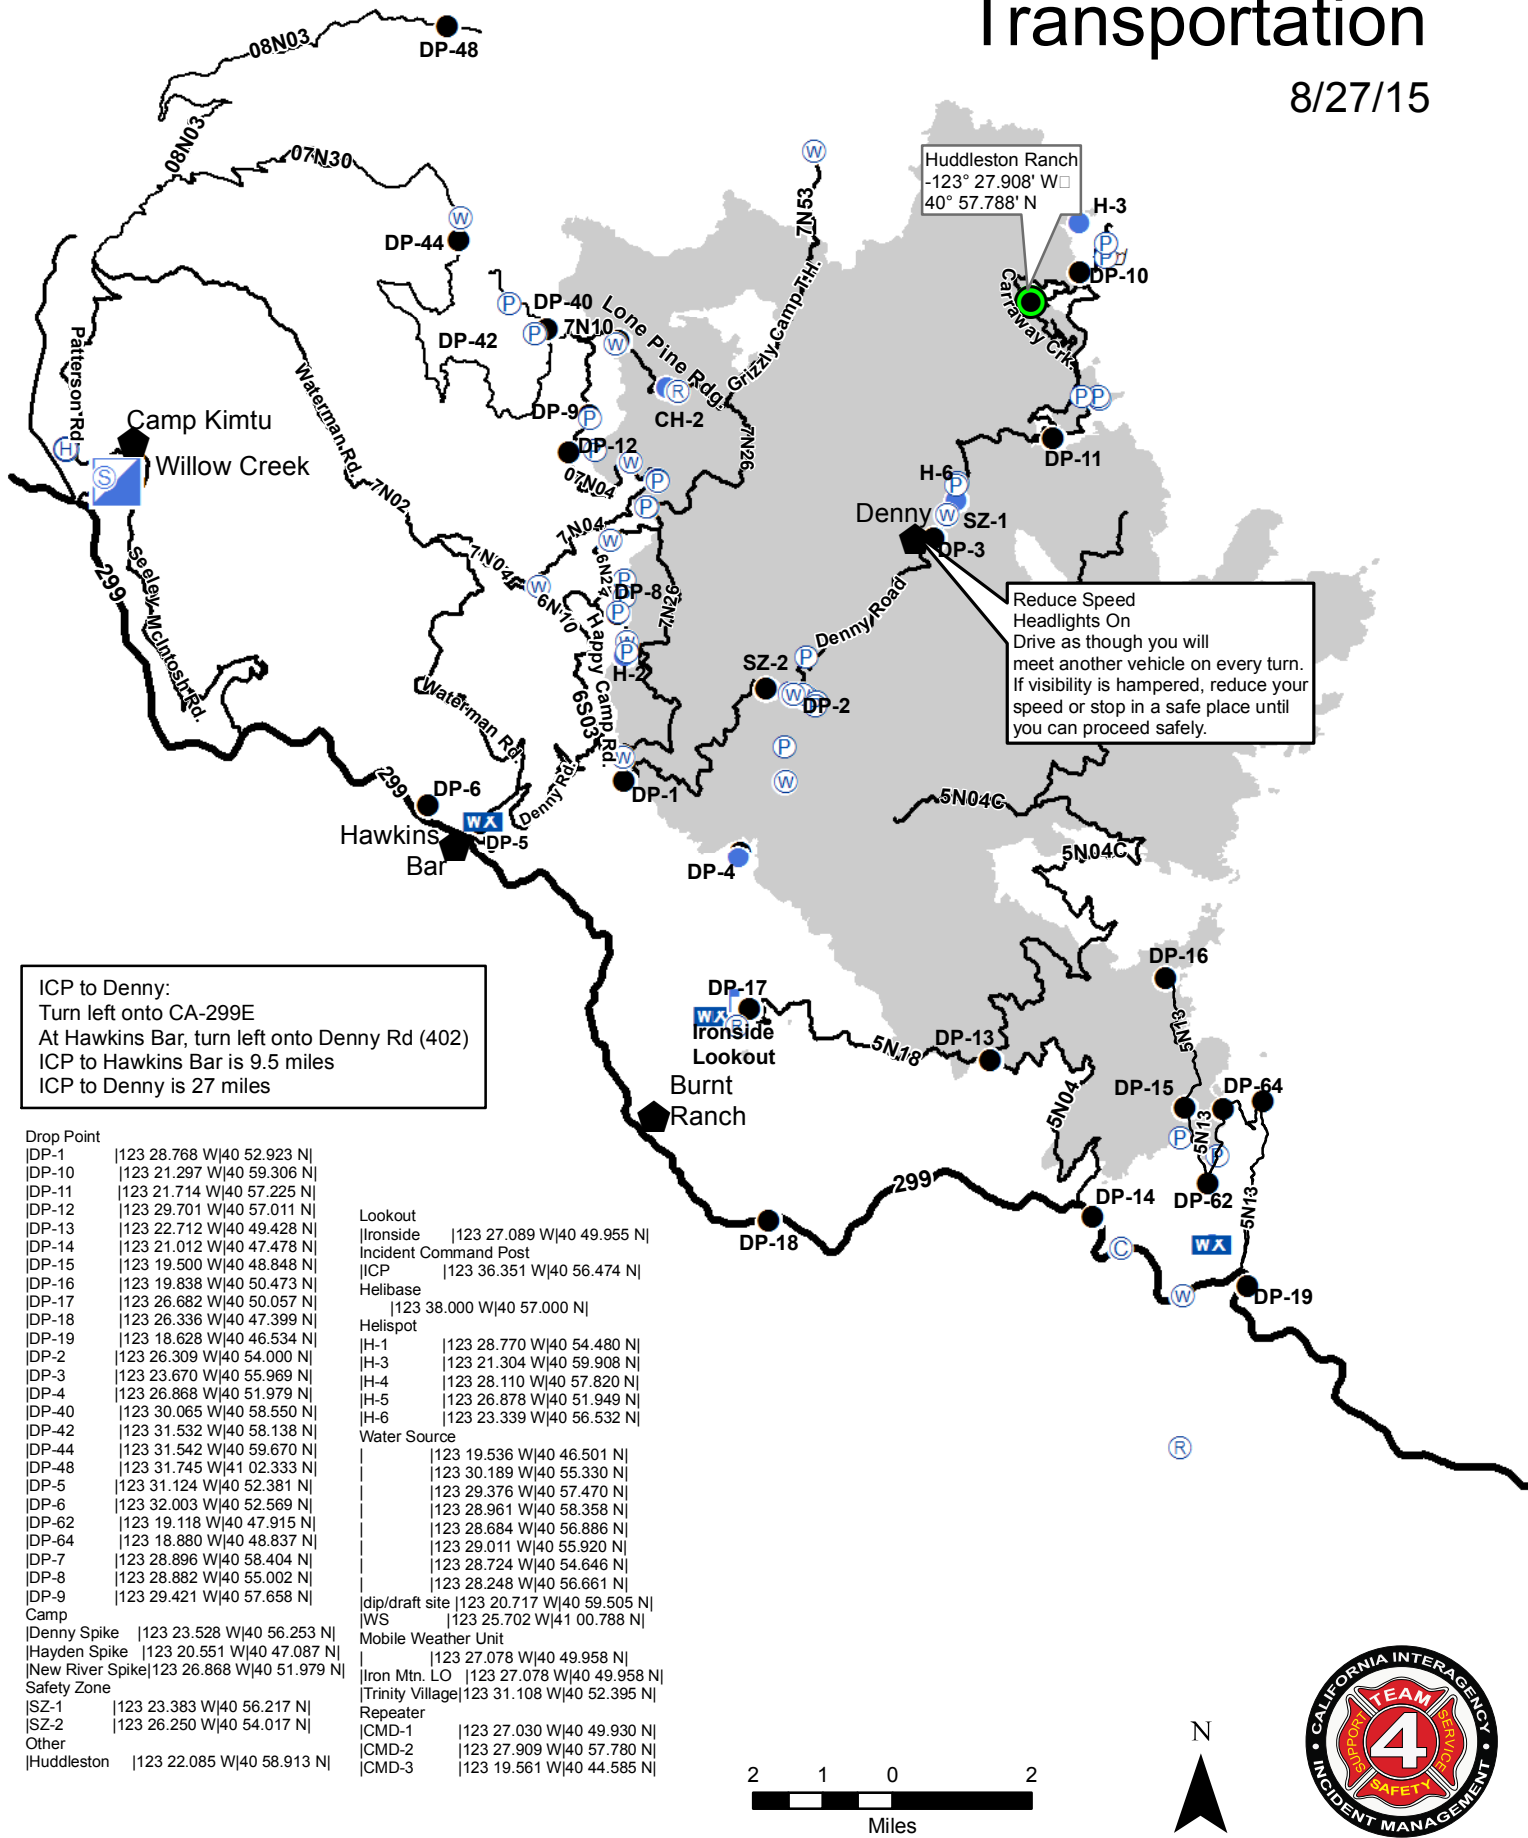 Transportation
8/27/15
08N03
DP-48
08N03
07N30
7N53
Huddleston Ranch
-123° 27.908' W
40° 57.788' N
H-3
DP-10
DP-44
Carraway Crk.
DP-40
7N10
Lone Pine Rdg.
Grizzly Camp T.H.
DP-42
Patterson Rd.
Waterman Rd.
CH-2
DP-9
Camp Kimtu
Willow Creek
DP-12
07N04
7N26
DP-11
H-6
SZ-1
Denny
DP-3
7N02
7N04
7N04
6N24
DP-8
7N26
6N10
Happy Camp Rd.
H-2
299
Seeley McIntosh Rd.
Denny Road
SZ-2
DP-2
Reduce Speed
Headlights On
Drive as though you will
meet another vehicle on every turn.
If visibility is hampered, reduce your
speed or stop in a safe place until
you can proceed safely.
Waterman Rd.
6S03
Denny Rd.
DP-1
299
DP-6
WX
DP-5
Hawkins
Bar
5N04C
5N04C
DP-4
DP-16
ICP to Denny:
Turn left onto CA-299E
At Hawkins Bar, turn left onto Denny Rd (402)
ICP to Hawkins Bar is 9.5 miles
ICP to Denny is 27 miles
DP-17
WX
Ironside
Lookout
5N18
DP-13
5N13
DP-15
DP-64
Burnt
Ranch
5N04
5N13
DP-62
5N13
299
DP-14
DP-18
WX
DP-19
Drop Point
|DP-1 |123 28.768 W|40 52.923 N|
|DP-10 |123 21.297 W|40 59.306 N|
|DP-11 |123 21.714 W|40 57.225 N|
|DP-12 |123 29.701 W|40 57.011 N|
|DP-13 |123 22.712 W|40 49.428 N|
|DP-14 |123 21.012 W|40 47.478 N|
|DP-15 |123 19.500 W|40 48.848 N|
|DP-16 |123 19.838 W|40 50.473 N|
|DP-17 |123 26.682 W|40 50.057 N|
|DP-18 |123 26.336 W|40 47.399 N|
|DP-19 |123 18.628 W|40 46.534 N|
|DP-2 |123 26.309 W|40 54.000 N|
|DP-3 |123 23.670 W|40 55.969 N|
|DP-4 |123 26.868 W|40 51.979 N|
|DP-40 |123 30.065 W|40 58.550 N|
|DP-42 |123 31.532 W|40 58.138 N|
|DP-44 |123 31.542 W|40 59.670 N|
|DP-48 |123 31.745 W|41 02.333 N|
|DP-5 |123 31.124 W|40 52.381 N|
|DP-6 |123 32.003 W|40 52.569 N|
|DP-62 |123 19.118 W|40 47.915 N|
|DP-64 |123 18.880 W|40 48.837 N|
|DP-7 |123 28.896 W|40 58.404 N|
|DP-8 |123 28.882 W|40 55.002 N|
|DP-9 |123 29.421 W|40 57.658 N|
Camp
|Denny Spike |123 23.528 W|40 56.253 N|
|Hayden Spike |123 20.551 W|40 47.087 N|
|New River Spike|123 26.868 W|40 51.979 N|
Safety Zone
|SZ-1 |123 23.383 W|40 56.217 N|
|SZ-2 |123 26.250 W|40 54.017 N|
Other
|Huddleston |123 22.085 W|40 58.913 N|
Lookout
|Ironside |123 27.089 W|40 49.955 N|
Incident Command Post
|ICP |123 36.351 W|40 56.474 N|
Helibase
|123 38.000 W|40 57.000 N|
Helispot
|H-1 |123 28.770 W|40 54.480 N|
|H-3 |123 21.304 W|40 59.908 N|
|H-4 |123 28.110 W|40 57.820 N|
|H-5 |123 26.878 W|40 51.949 N|
|H-6 |123 23.339 W|40 56.532 N|
Water Source
| |123 19.536 W|40 46.501 N|
| |123 30.189 W|40 55.330 N|
| |123 29.376 W|40 57.470 N|
| |123 28.961 W|40 58.358 N|
| |123 28.684 W|40 56.886 N|
| |123 29.011 W|40 55.920 N|
| |123 28.724 W|40 54.646 N|
| |123 28.248 W|40 56.661 N|
|dip/draft site |123 20.717 W|40 59.505 N|
|WS |123 25.702 W|41 00.788 N|
Mobile Weather Unit
| |123 27.078 W|40 49.958 N|
|Iron Mtn. LO |123 27.078 W|40 49.958 N|
|Trinity Village|123 31.108 W|40 52.395 N|
Repeater
|CMD-1 |123 27.030 W|40 49.930 N|
|CMD-2 |123 27.909 W|40 57.780 N|
|CMD-3 |123 19.561 W|40 44.585 N|
2 1 0 2
Miles
N
CALIFORNIA INTERAGENCY
TEAM
SUPPORT
4
SERVICE
SAFETY
INCIDENT MANAGEMENT